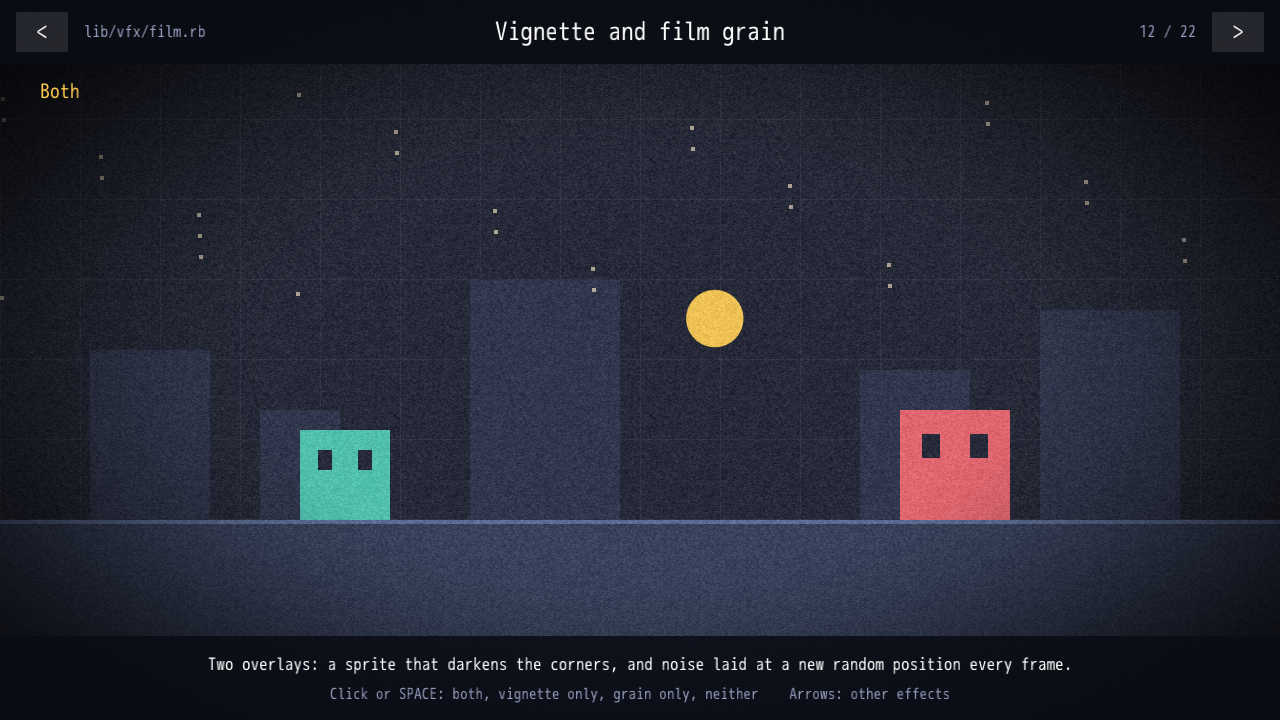 <
lib/vfx/film.rb
Vignette and film grain
12 / 22
>
Both
Two overlays: a sprite that darkens the corners, and noise laid at a new random position every frame.
Click or SPACE: both, vignette only, grain only, neither    Arrows: other effects